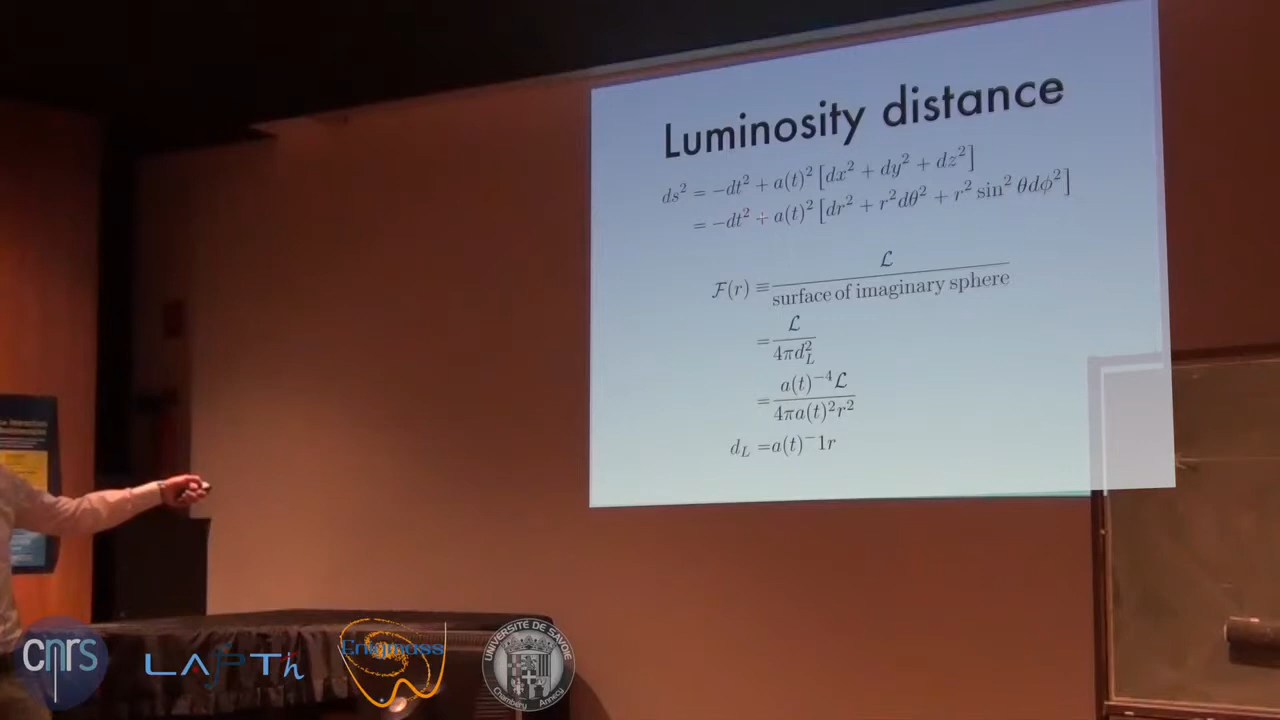 Luminosity distance
ds² = −dt² + a(t)² [dx² + dy² + dz²]
= −dt² + a(t)² [dr² + r²dθ² + r² sin² θdϕ²]
ℱ(r) ≡ ℒ / surface of imaginary sphere
= ℒ / 4πd_L²
= a(t)⁻⁴ℒ / 4πa(t)²r²
d_L = a(t)⁻1r
cnrs
LAPTh
Enigmass
UNIVERSITÉ DE SAVOIE
Chambéry Annecy